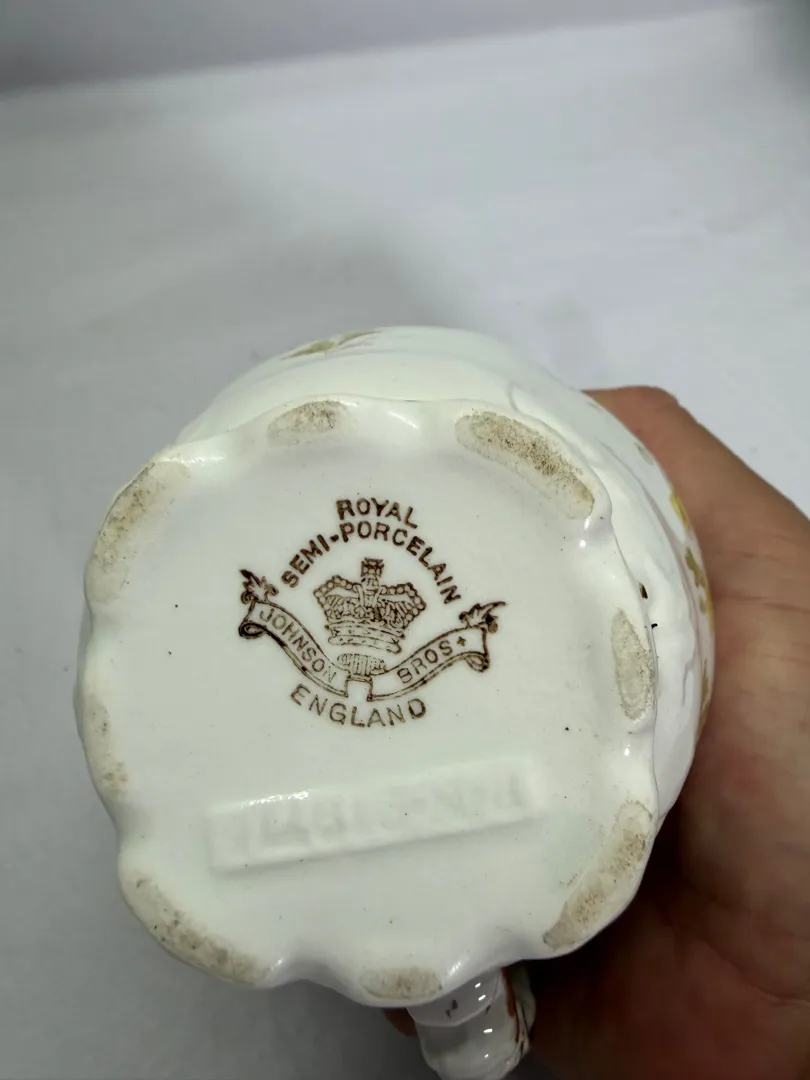 ROYAL
SEMI-PORCELAIN
JOHNSON BROS
ENGLAND